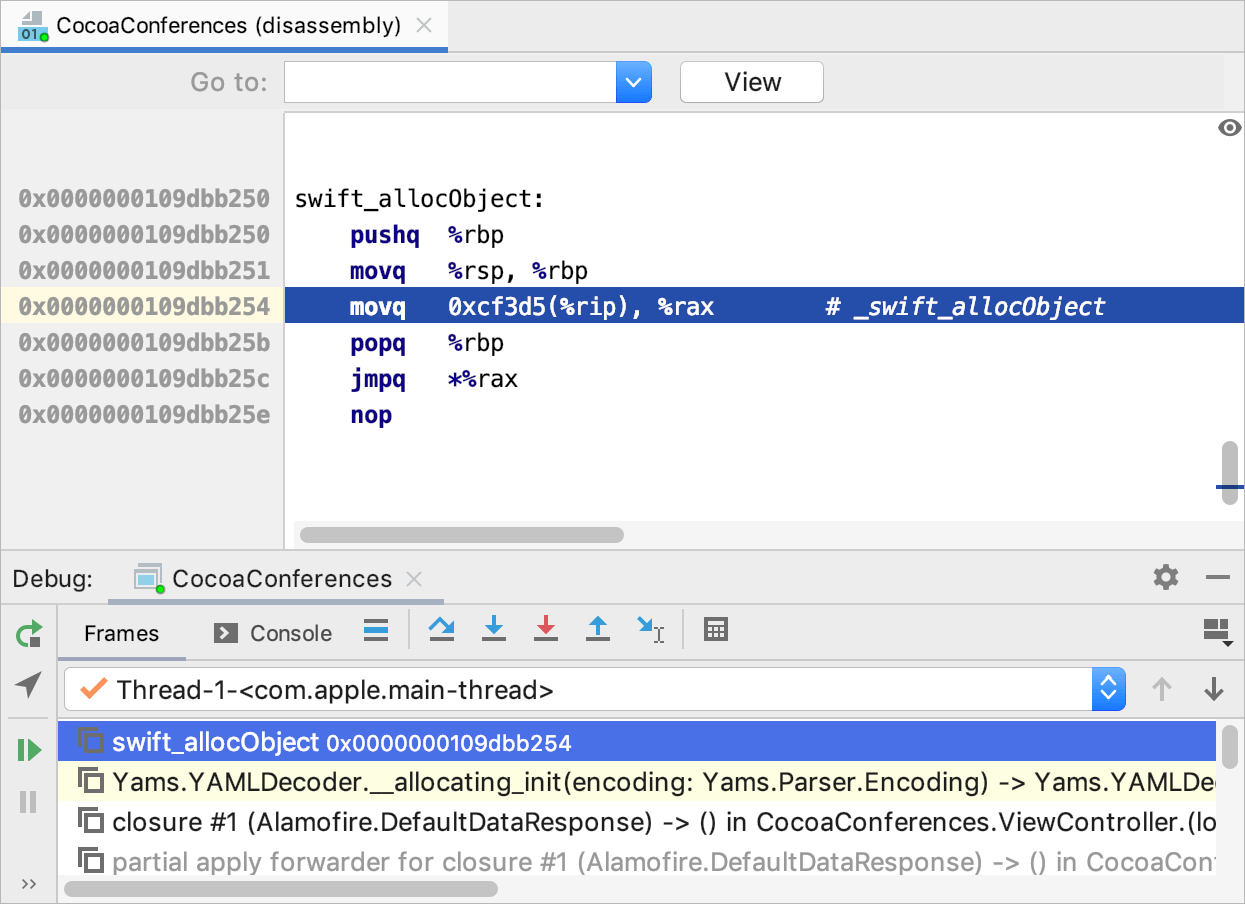 01 CocoaConferences (disassembly)
Go to: View
0x0000000109dbb250 swift_allocObject:
0x0000000109dbb250 pushq %rbp
0x0000000109dbb251 movq %rsp, %rbp
0x0000000109dbb254 movq 0xcf3d5(%rip), %rax # _swift_allocObject
0x0000000109dbb25b popq %rbp
0x0000000109dbb25c jmpq *%rax
0x0000000109dbb25e nop
Debug: CocoaConferences
Frames Console
Thread-1-<com.apple.main-thread>
swift_allocObject 0x0000000109dbb254
Yams.YAMLDecoder.__allocating_init(encoding: Yams.Parser.Encoding) -> Yams.YAMLDe
closure #1 (Alamofire.DefaultDataResponse) -> () in CocoaConferences.ViewController.(lo
partial apply forwarder for closure #1 (Alamofire.DefaultDataResponse) -> () in CocoaConf